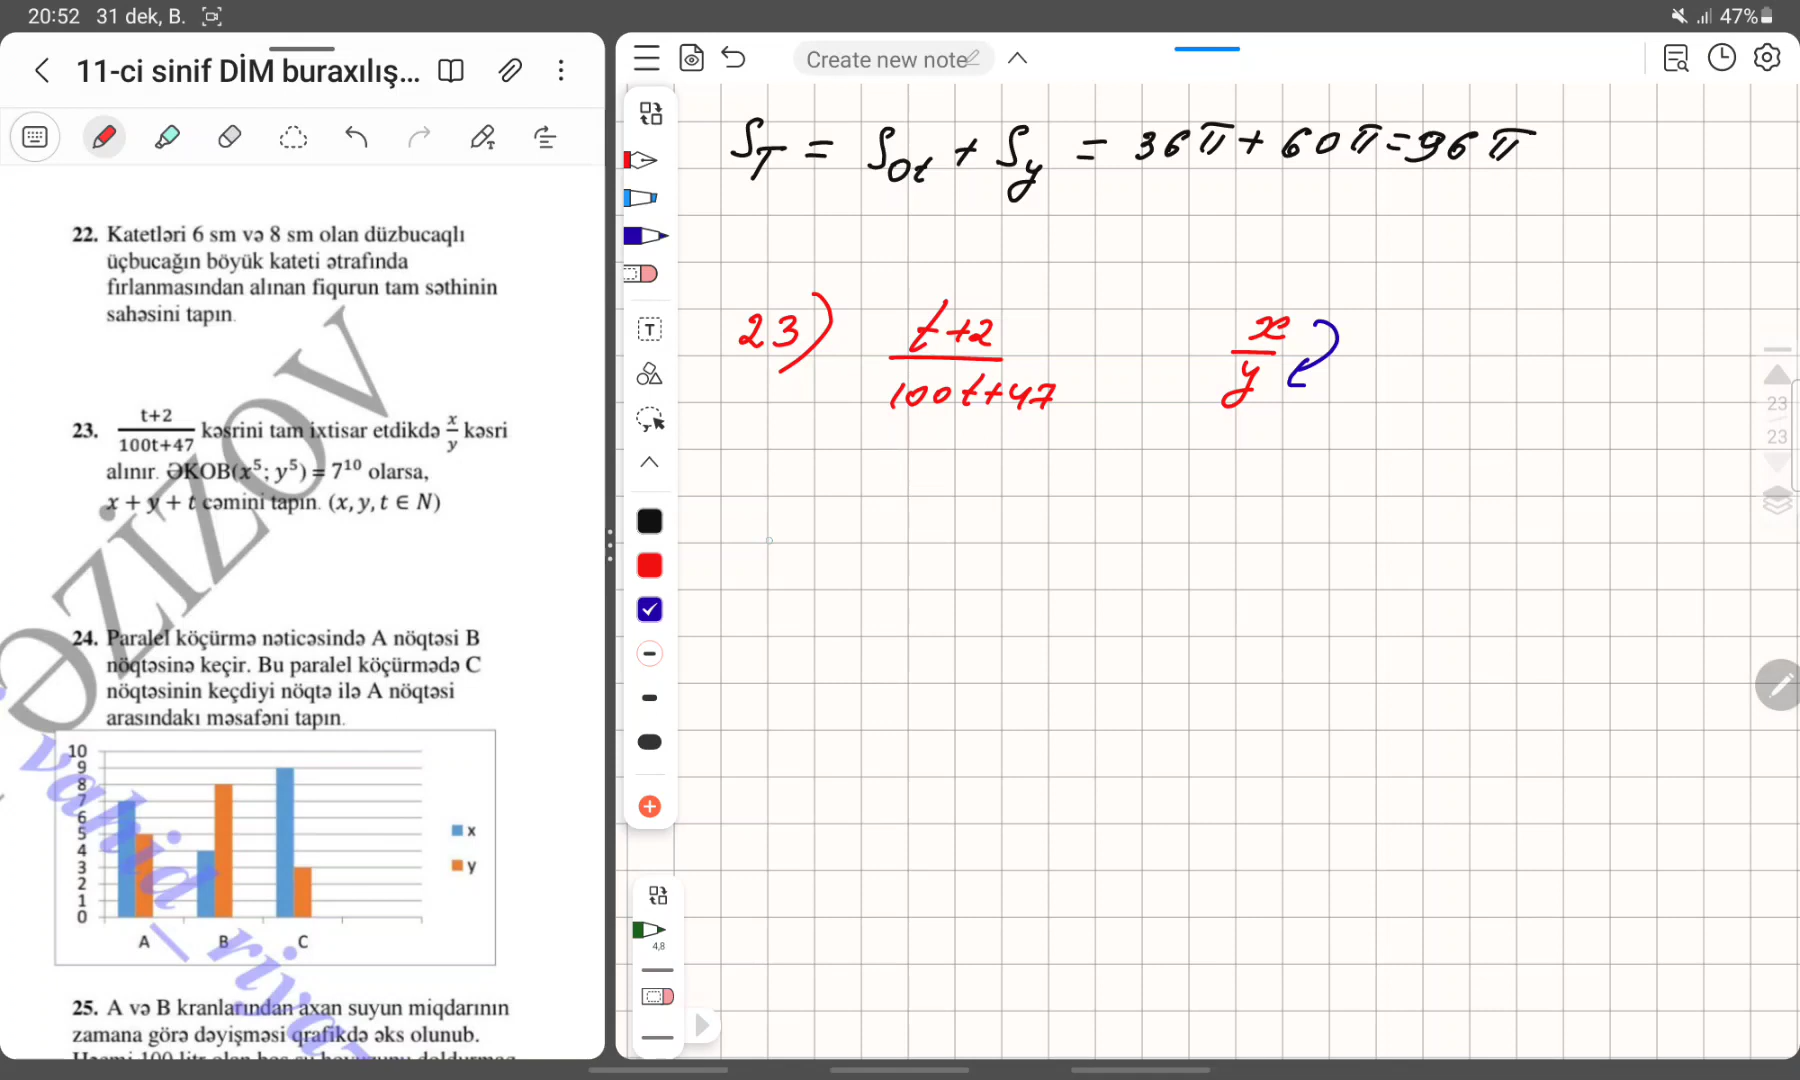 20:52 31 dek, B.
47%
11-ci sinif DİM buraxılış...
22. Katetləri 6 sm və 8 sm olan düzbucaqlı
üçbucağın böyük kateti ətrafında
fırlanmasından alınan fiqurun tam səthinin
sahəsini tapın.
23. t+2/100t+47 kəsrini tam ixtisar etdikdə x/y kəsri
alınır. ƏKOB(x⁵; y⁵) = 7¹⁰ olarsa,
x + y + t cəmini tapın. (x, y, t ∈ N)
24. Paralel köçürmə nəticəsində A nöqtəsi B
nöqtəsinə keçir. Bu paralel köçürmədə C
nöqtəsinin keçdiyi nöqtə ilə A nöqtəsi
arasındakı məsafəni tapın.
10
9
8
7
6
5
4
3
2
1
0
A B C
x
y
25. A və B kranlarından axan suyun miqdarının
zamana görə dəyişməsi qrafikdə əks olunub.
ƏZİZOV
vahid_riya
Create new note
T
4,8
S_T = S_Ot + S_y = 36π + 60π = 96π
23) t+2/100t+47 x/y
23
23